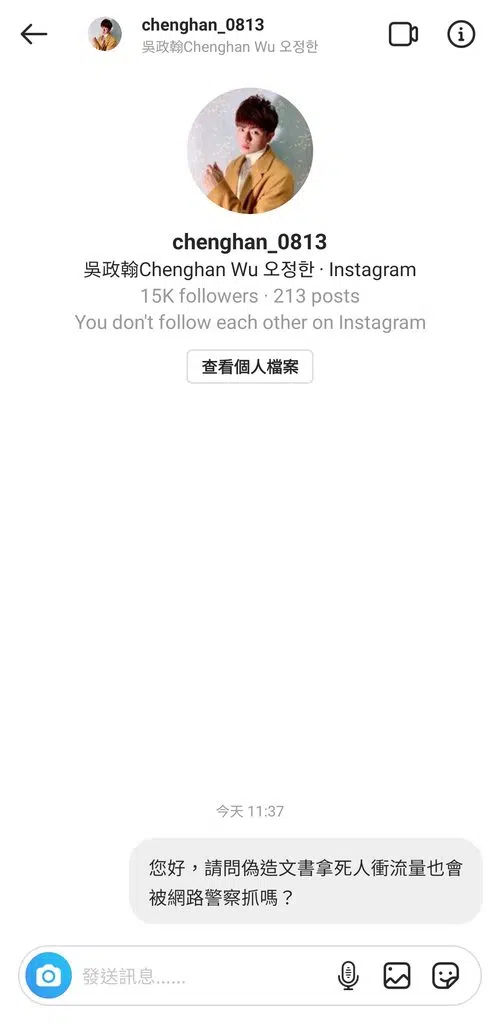 chenghan_0813
吳政翰Chenghan Wu 오정한
chenghan_0813
吳政翰Chenghan Wu 오정한 · Instagram
15K followers · 213 posts
You don't follow each other on Instagram
查看個人檔案
今天 11:37
您好，請問偽造文書拿死人衝流量也會
被網路警察抓嗎？
發送訊息......